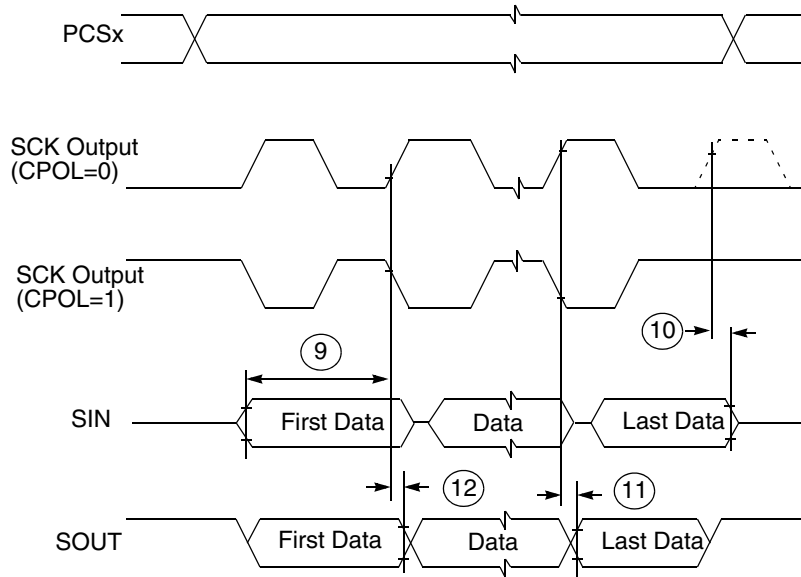 PCSx
SCK Output
(CPOL=0)
SCK Output
(CPOL=1)
10
9
SIN
First Data
Data
Last Data
12
11
SOUT
First Data
Data
Last Data